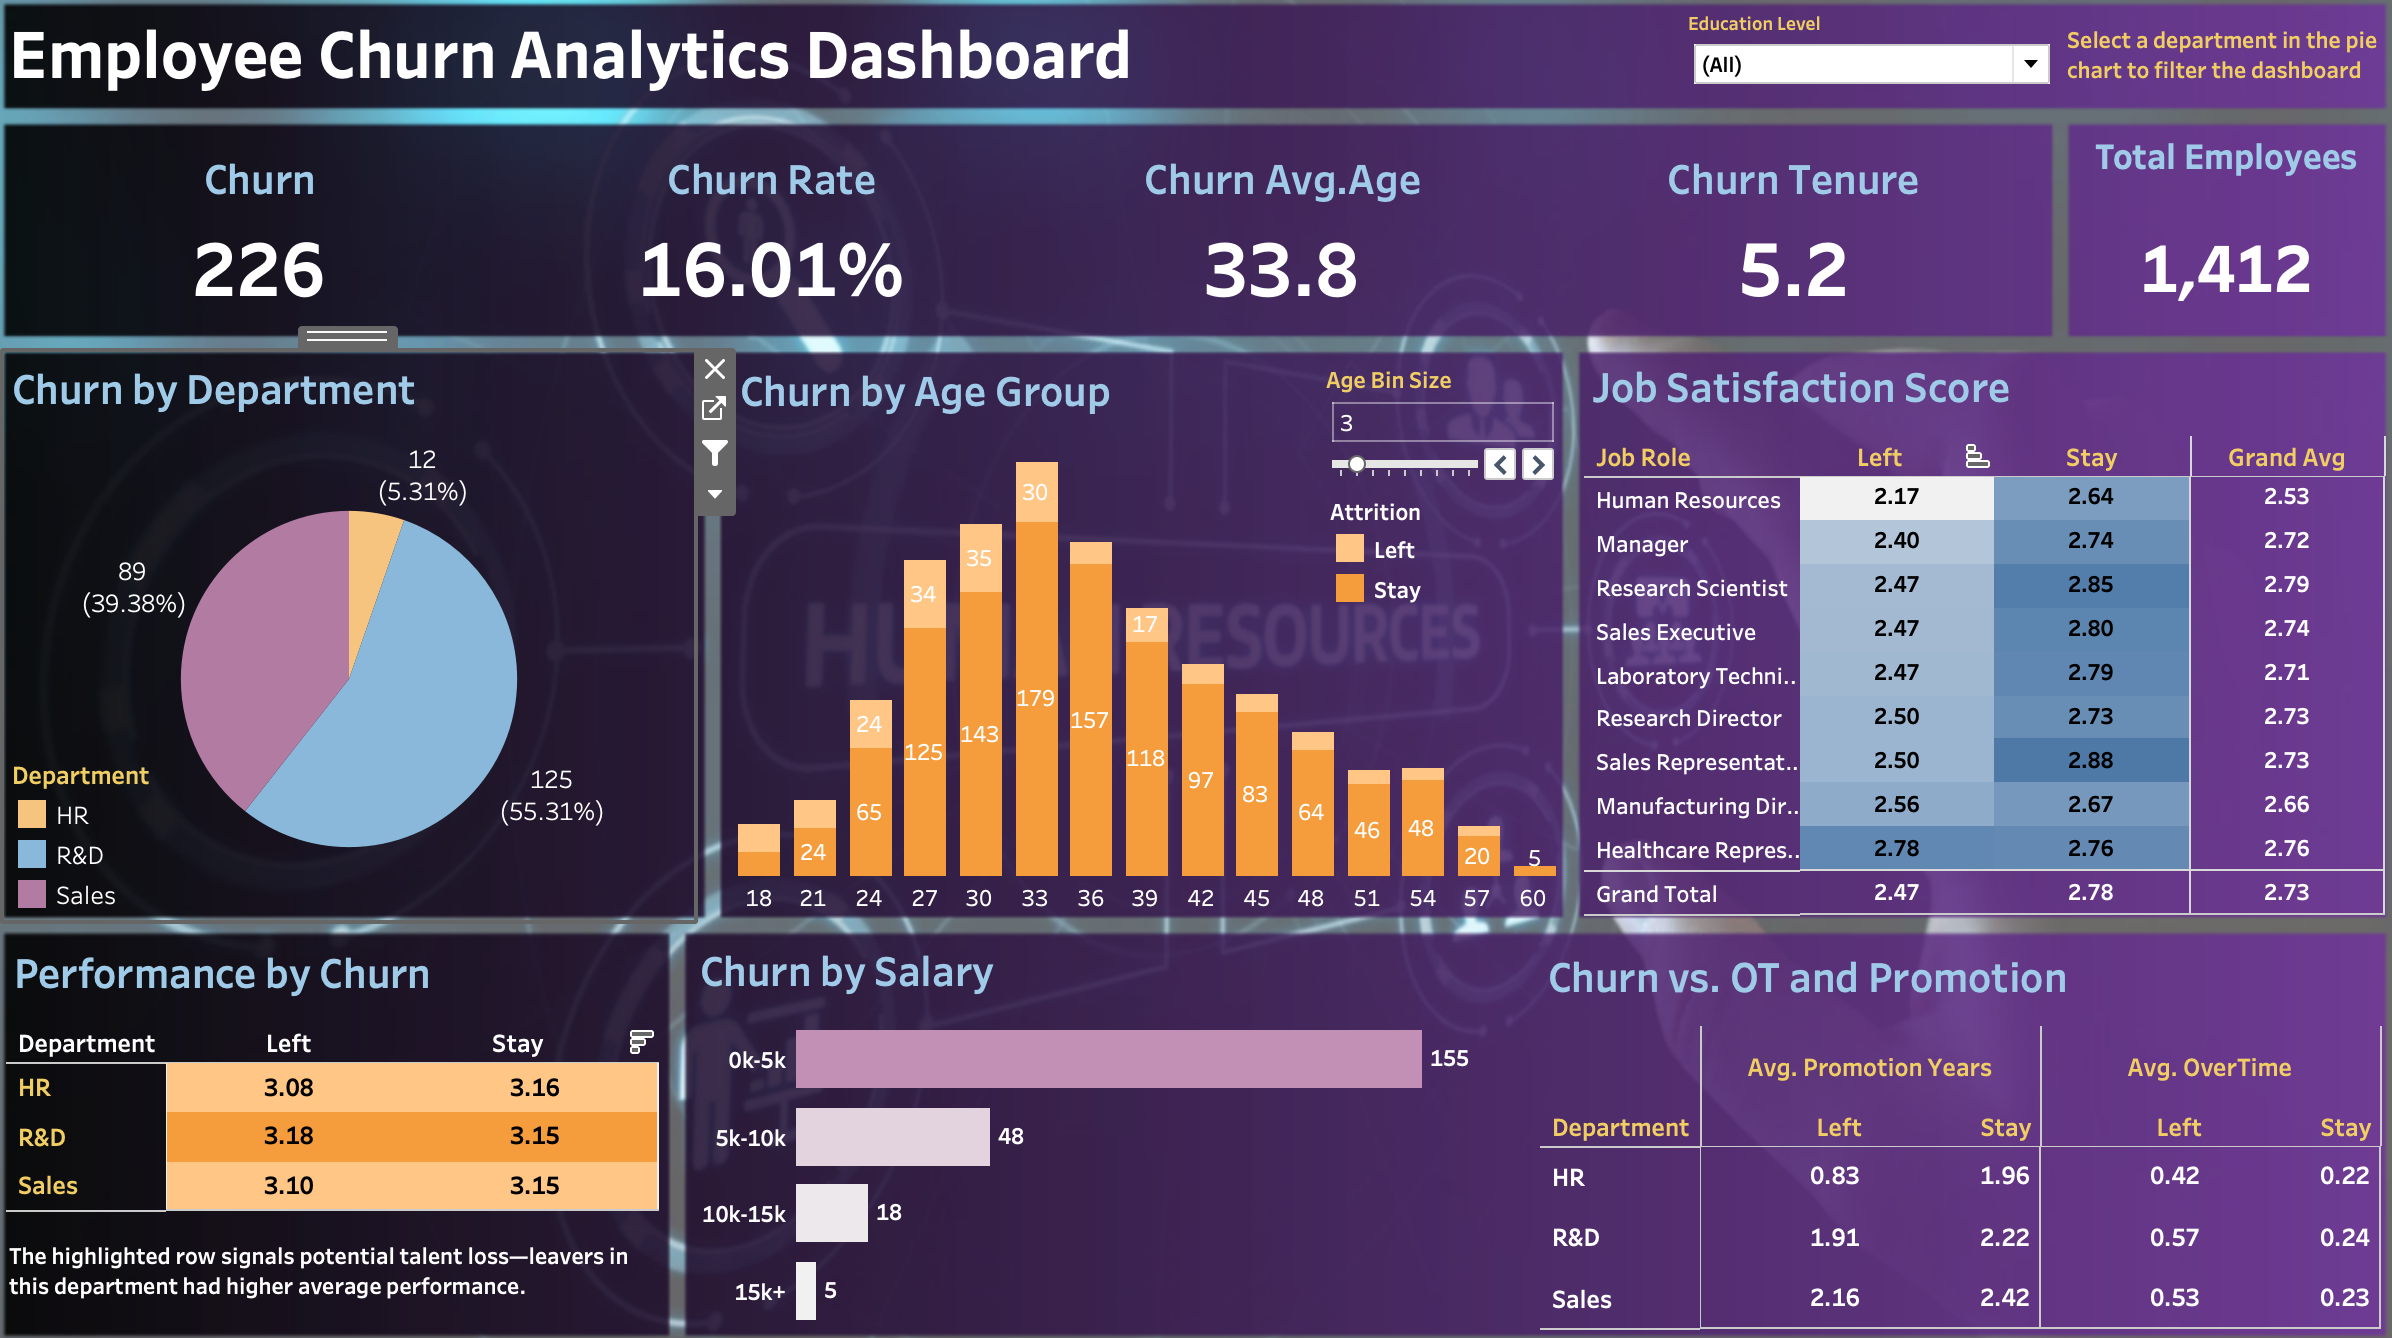 Employee Churn Analytics Dashboard
Education Level
(All)
Select a department in the pie
chart to filter the dashboard
Churn
226
Churn Rate
16.01%
Churn Avg.Age
33.8
Churn Tenure
5.2
Total Employees
1,412
Churn by Department
12
(5.31%)
89
(39.38%)
125
(55.31%)
Department
HR
R&D
Sales
Churn by Age Group
Age Bin Size
3
Attrition
Left
Stay
HUMAN RESOURCES
30
35
34
17
24
179
157
143
125
118
97
83
65
64
46
48
24
20
5
18 21 24 27 30 33 36 39 42 45 48 51 54 57 60
Job Satisfaction Score
Job Role Left Stay Grand Avg
Human Resources 2.17 2.64 2.53
Manager 2.40 2.74 2.72
Research Scientist 2.47 2.85 2.79
Sales Executive 2.47 2.80 2.74
Laboratory Techni.. 2.47 2.79 2.71
Research Director 2.50 2.73 2.73
Sales Representat.. 2.50 2.88 2.73
Manufacturing Dir.. 2.56 2.67 2.66
Healthcare Repres.. 2.78 2.76 2.76
Grand Total 2.47 2.78 2.73
Performance by Churn
Department Left Stay
HR 3.08 3.16
R&D 3.18 3.15
Sales 3.10 3.15
The highlighted row signals potential talent loss—leavers in
this department had higher average performance.
Churn by Salary
0k-5k 155
5k-10k 48
10k-15k 18
15k+ 5
Churn vs. OT and Promotion
Avg. Promotion Years Avg. OverTime
Department Left Stay Left Stay
HR 0.83 1.96 0.42 0.22
R&D 1.91 2.22 0.57 0.24
Sales 2.16 2.42 0.53 0.23